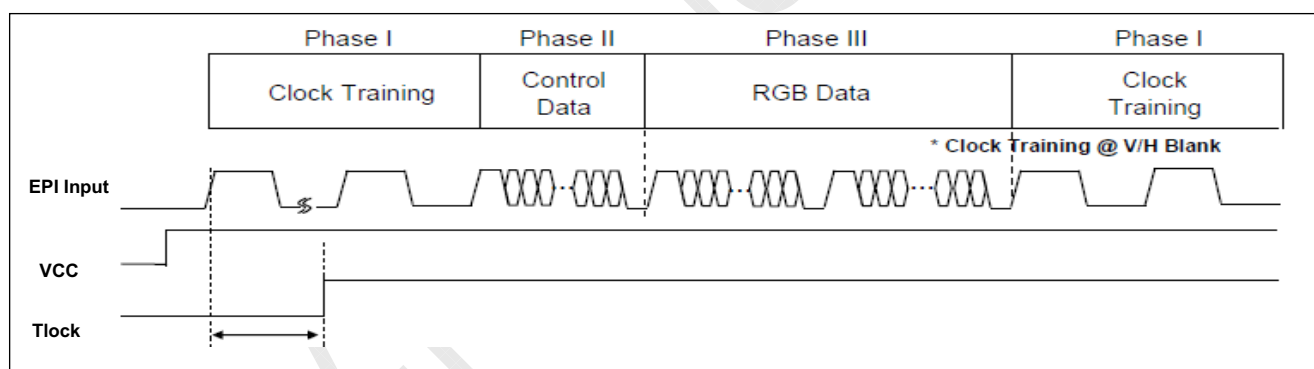 Phase I Phase II Phase III Phase I
Clock Training Control Data RGB Data Clock Training
* Clock Training @ V/H Blank
EPI Input
VCC
Tlock